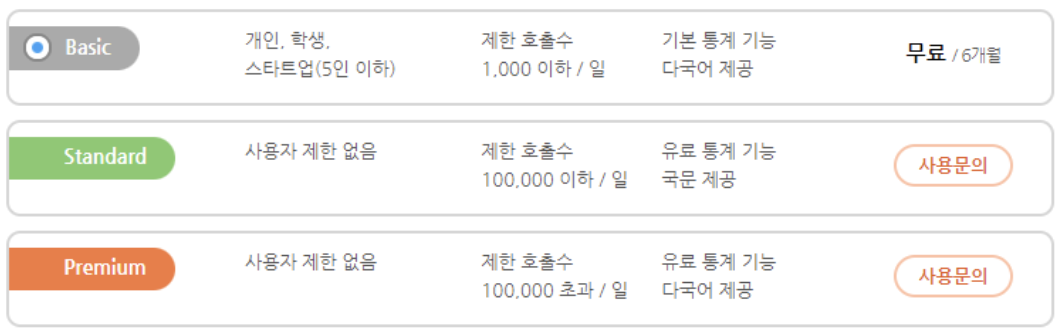 Basic
개인, 학생,
스타트업(5인 이하)
제한 호출수
1,000 이하 / 일
기본 통계 기능
다국어 제공
무료 / 6개월
Standard
사용자 제한 없음
제한 호출수
100,000 이하 / 일
유료 통계 기능
국문 제공
사용문의
Premium
사용자 제한 없음
제한 호출수
100,000 초과 / 일
유료 통계 기능
다국어 제공
사용문의